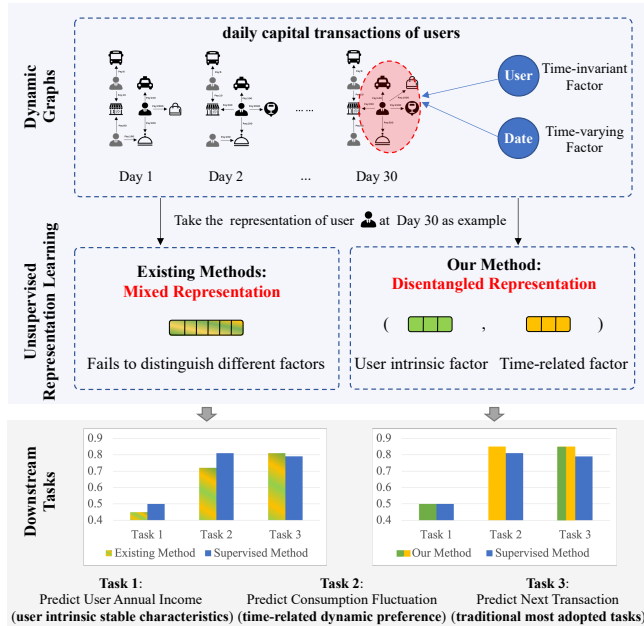 daily capital transactions of users
Dynamic
Graphs
User
Time-invariant
Factor
Date
Time-varying
Factor
Day 1
Day 2
...
Day 30
... ...
Take the representation of user at Day 30 as example
Unsupervised
Representation Learning
Existing Methods:
Mixed Representation
Fails to distinguish different factors
Our Method:
Disentangled Representation
( , )
User intrinsic factor
Time-related factor
Downstream
Tasks
0.9
0.8
0.7
0.6
0.5
0.4
Task 1
Task 2
Task 3
Existing Method
Supervised Method
0.9
0.8
0.7
0.6
0.5
0.4
Task 1
Task 2
Task 3
Our Method
Supervised Method
Task 1:
Predict User Annual Income
(user intrinsic stable characteristics)
Task 2:
Predict Consumption Fluctuation
(time-related dynamic preference)
Task 3:
Predict Next Transaction
(traditional most adopted tasks)